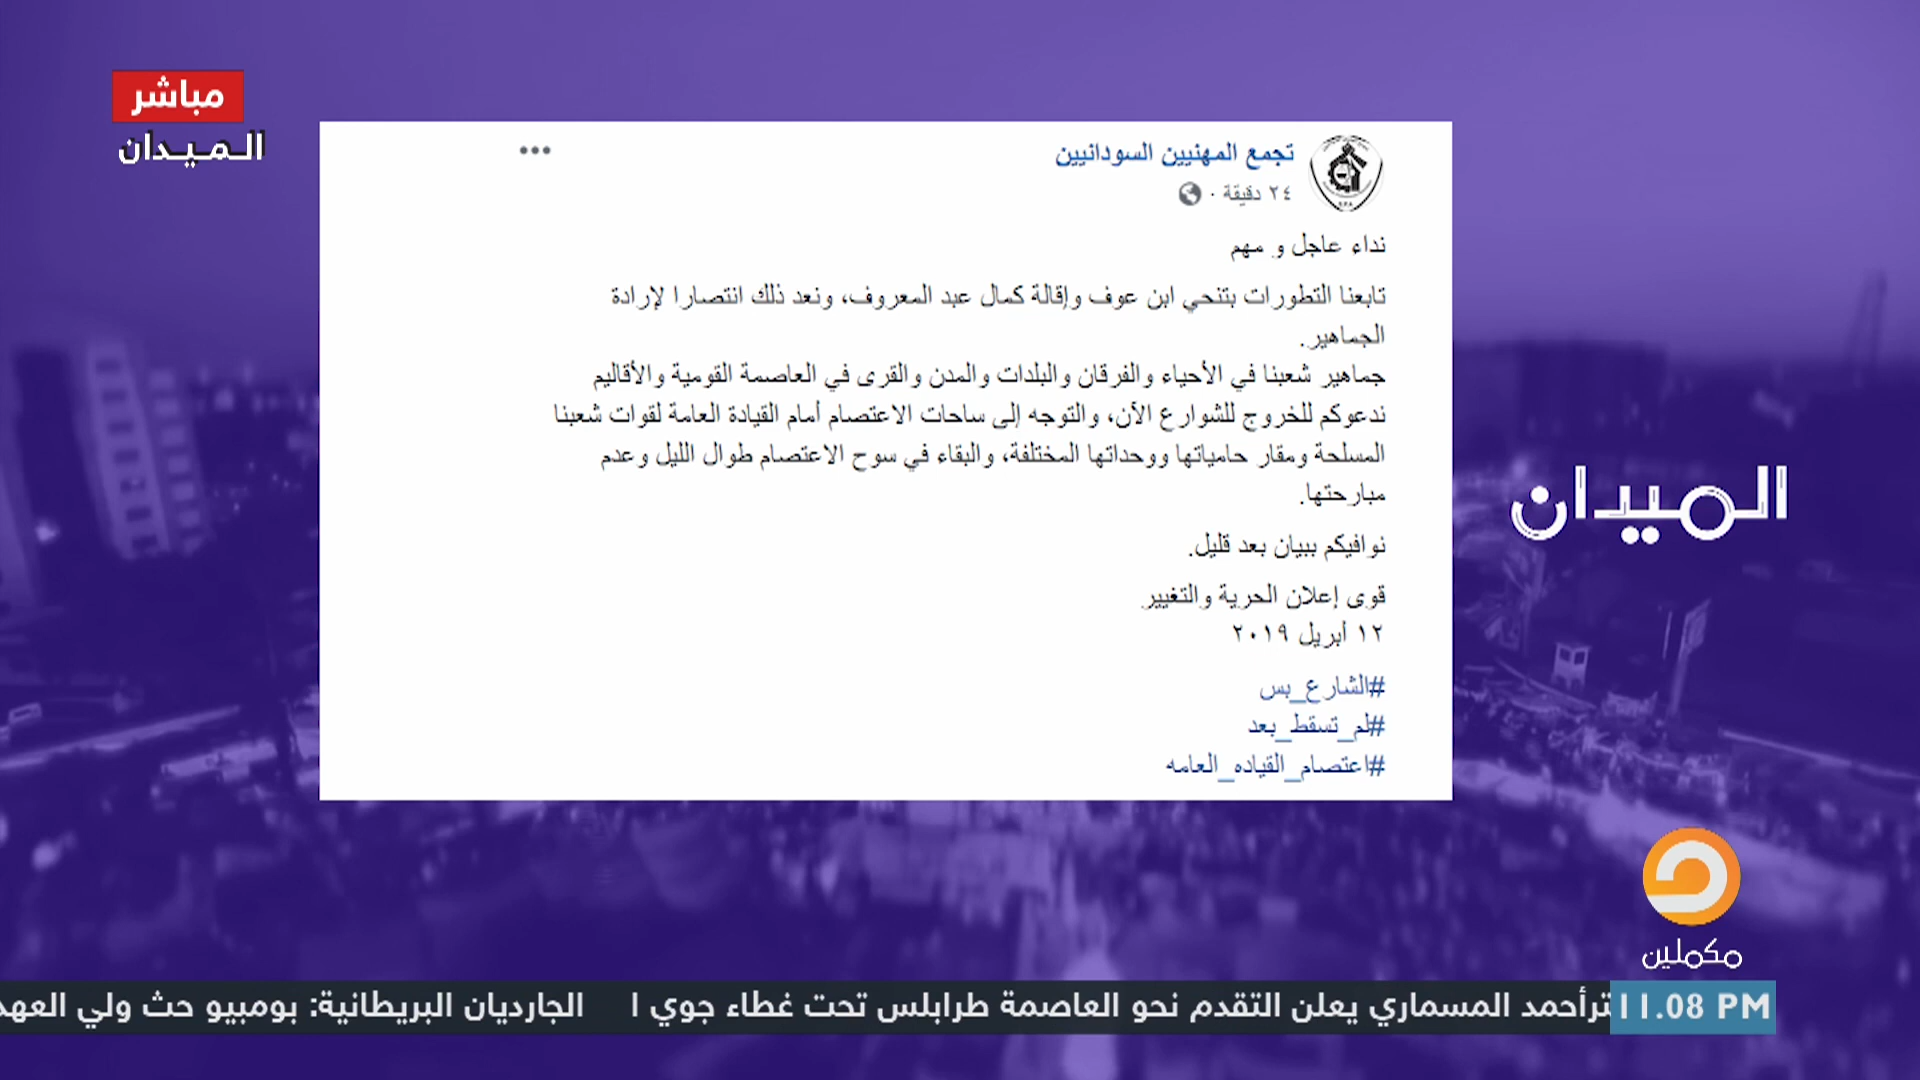 مباشر
الميدان
تجمع المهنيين السودانيين
٢٤ دقيقة ·
نداء عاجل و مهم
تابعنا التطورات بتنحي ابن عوف وإقالة كمال عبد المعروف، ونعد ذلك انتصارا لإرادة
الجماهير.
جماهير شعبنا في الأحياء والفرقان والبلدات والمدن والقرى في العاصمة القومية والأقاليم
ندعوكم للخروج للشوارع الآن، والتوجه إلى ساحات الاعتصام أمام القيادة العامة لقوات شعبنا
المسلحة ومقار حامياتها ووحداتها المختلفة، والبقاء في سوح الاعتصام طوال الليل وعدم
مبارحتها.
نوافيكم ببيان بعد قليل.
قوى إعلان الحرية والتغيير
١٢ أبريل ٢٠١٩
#الشارع_بس
#لم_تسقط_بعد
#اعتصام_القياده_العامه
الميدان
مكملين
أحمد المسماري يعلن التقدم نحو العاصمة طرابلس تحت غطاء جوي
الجارديان البريطانية: بومبيو حث ولي العهد
11.08 PM